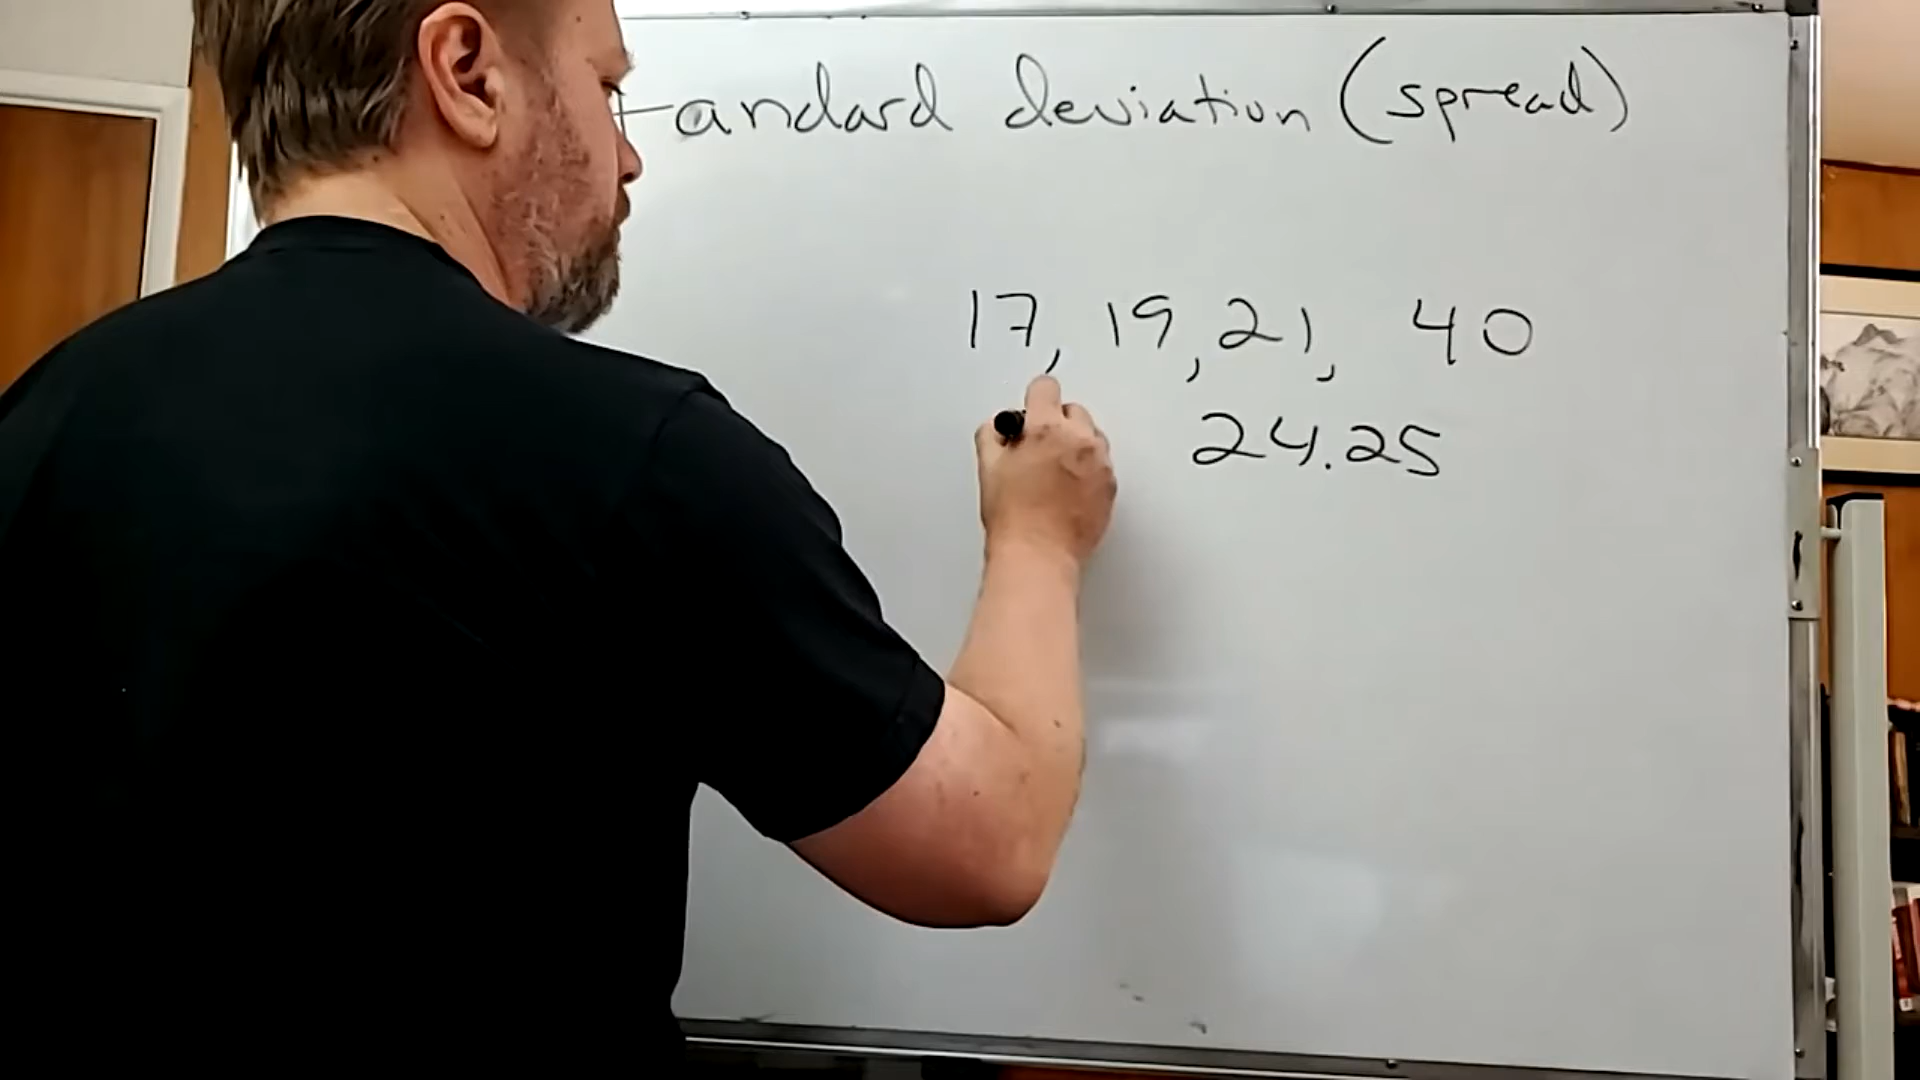 tandard deviation (spread)
17, 19, 21, 40
24.25